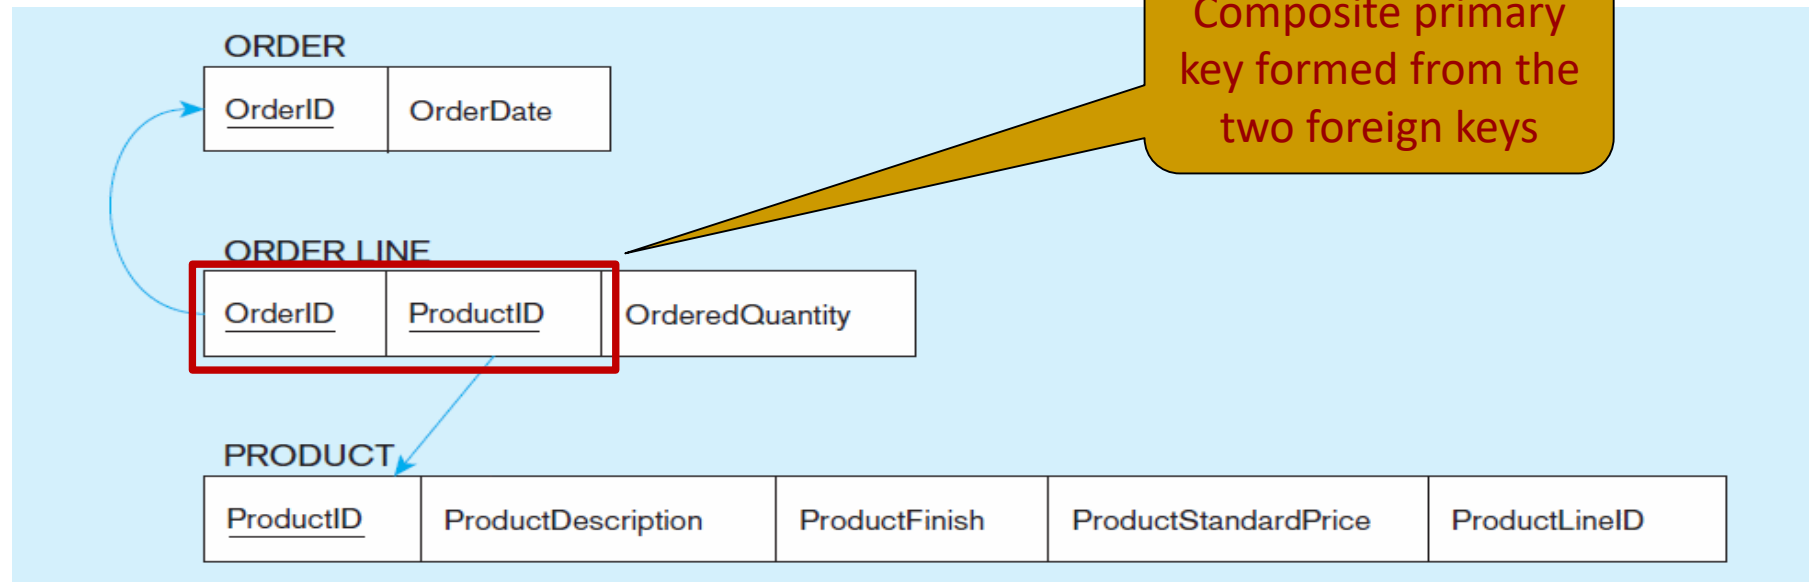 Composite primary
key formed from the
two foreign keys
ORDER
OrderID OrderDate
ORDER LINE
OrderID ProductID OrderedQuantity
PRODUCT
ProductID ProductDescription ProductFinish ProductStandardPrice ProductLineID